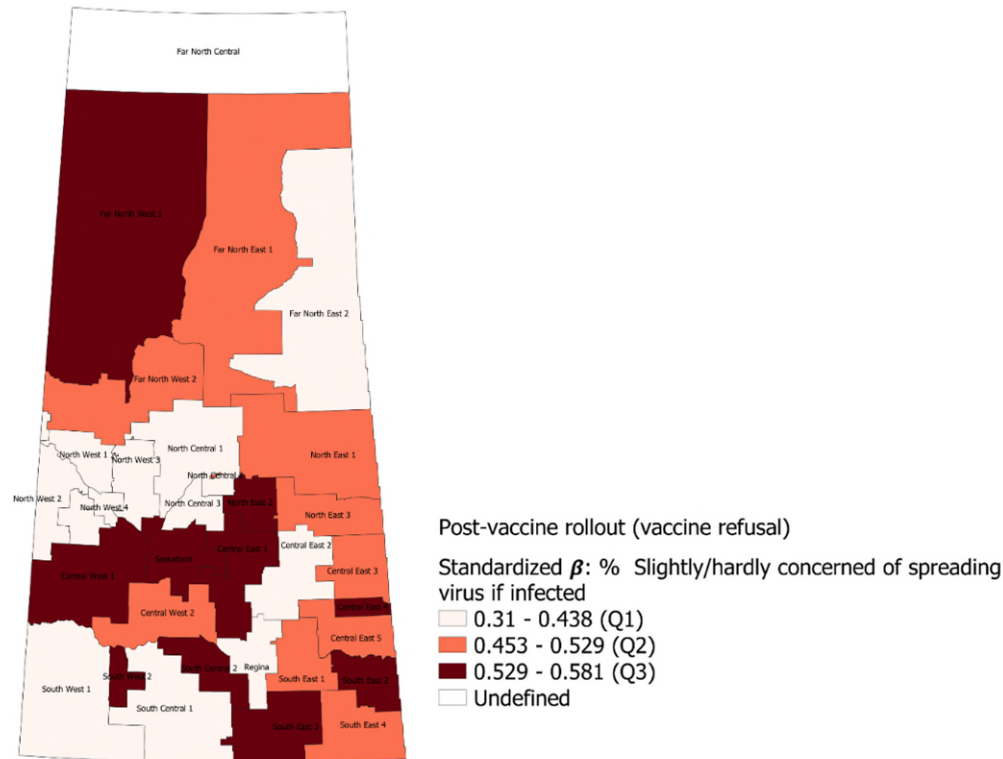 Far North Central
Far North West 1
Far North East 1
Far North East 2
Far North West 2
North Central 1
North West 1
North West 3
North East 1
North Central
North West 2
North West 4
North Central 3
North East 2
North East 3
Central East 2
Saskatoon
Central East 1
Central West 1
Central East 3
Central West 2
Central East 4
Central East 5
South Central 2
Regina
South West 2
South East 1
South East 2
South West 1
South Central 1
South East 3
South East 4
Post-vaccine rollout (vaccine refusal)
Standardized β: % Slightly/hardly concerned of spreading
virus if infected
0.31 - 0.438 (Q1)
0.453 - 0.529 (Q2)
0.529 - 0.581 (Q3)
Undefined